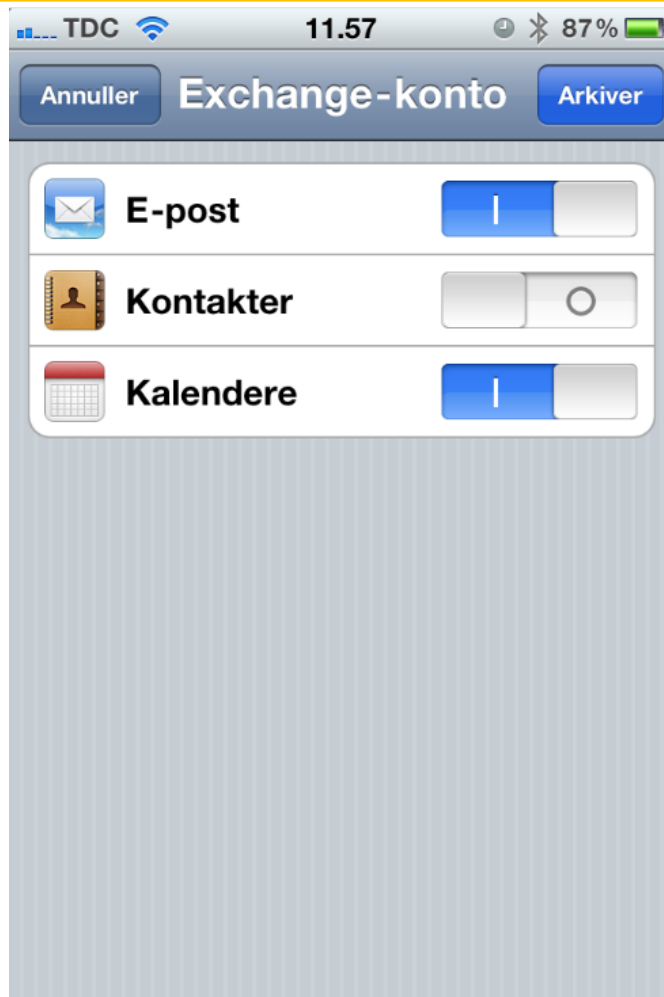 TDC 11.57 87%
Annuller Exchange-konto Arkiver
E-post
Kontakter
Kalendere